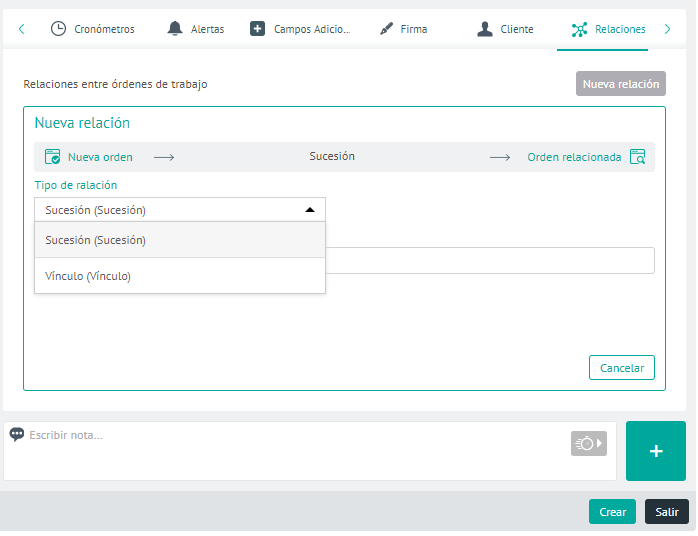 Cronómetros
Alertas
Campos Adicio...
Firma
Cliente
Relaciones
Relaciones entre órdenes de trabajo
Nueva relación
Nueva relación
Nueva orden
Sucesión
Orden relacionada
Tipo de ralación
Sucesión (Sucesión)
Sucesión (Sucesión)
Vínculo (Vínculo)
Cancelar
Escribir nota...
+
Crear
Salir